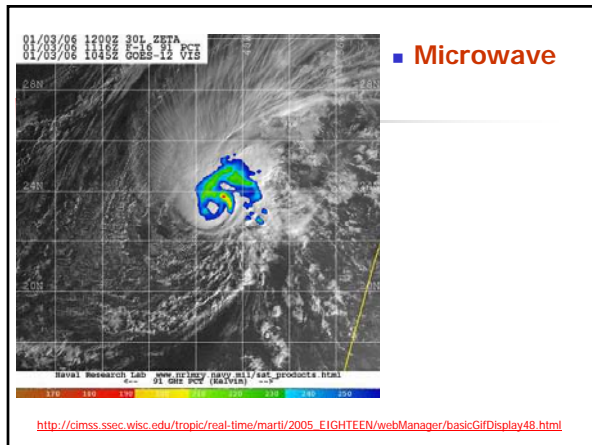 01/03/06 1200Z 30L ZETA
01/03/06 1116Z F-16 91 PCT
01/03/06 1045Z GOES-12 VIS
Microwave
28N
24N
20N
Naval Research Lab www.nrlmry.navy.mil/sat_products.html
<-- 91 GHz PCT (Kelvin) -->
170 180 190 200 210 220 230 240 250
http://cimss.ssec.wisc.edu/tropic/real-time/marti/2005_EIGHTEEN/webManager/basicGifDisplay48.html